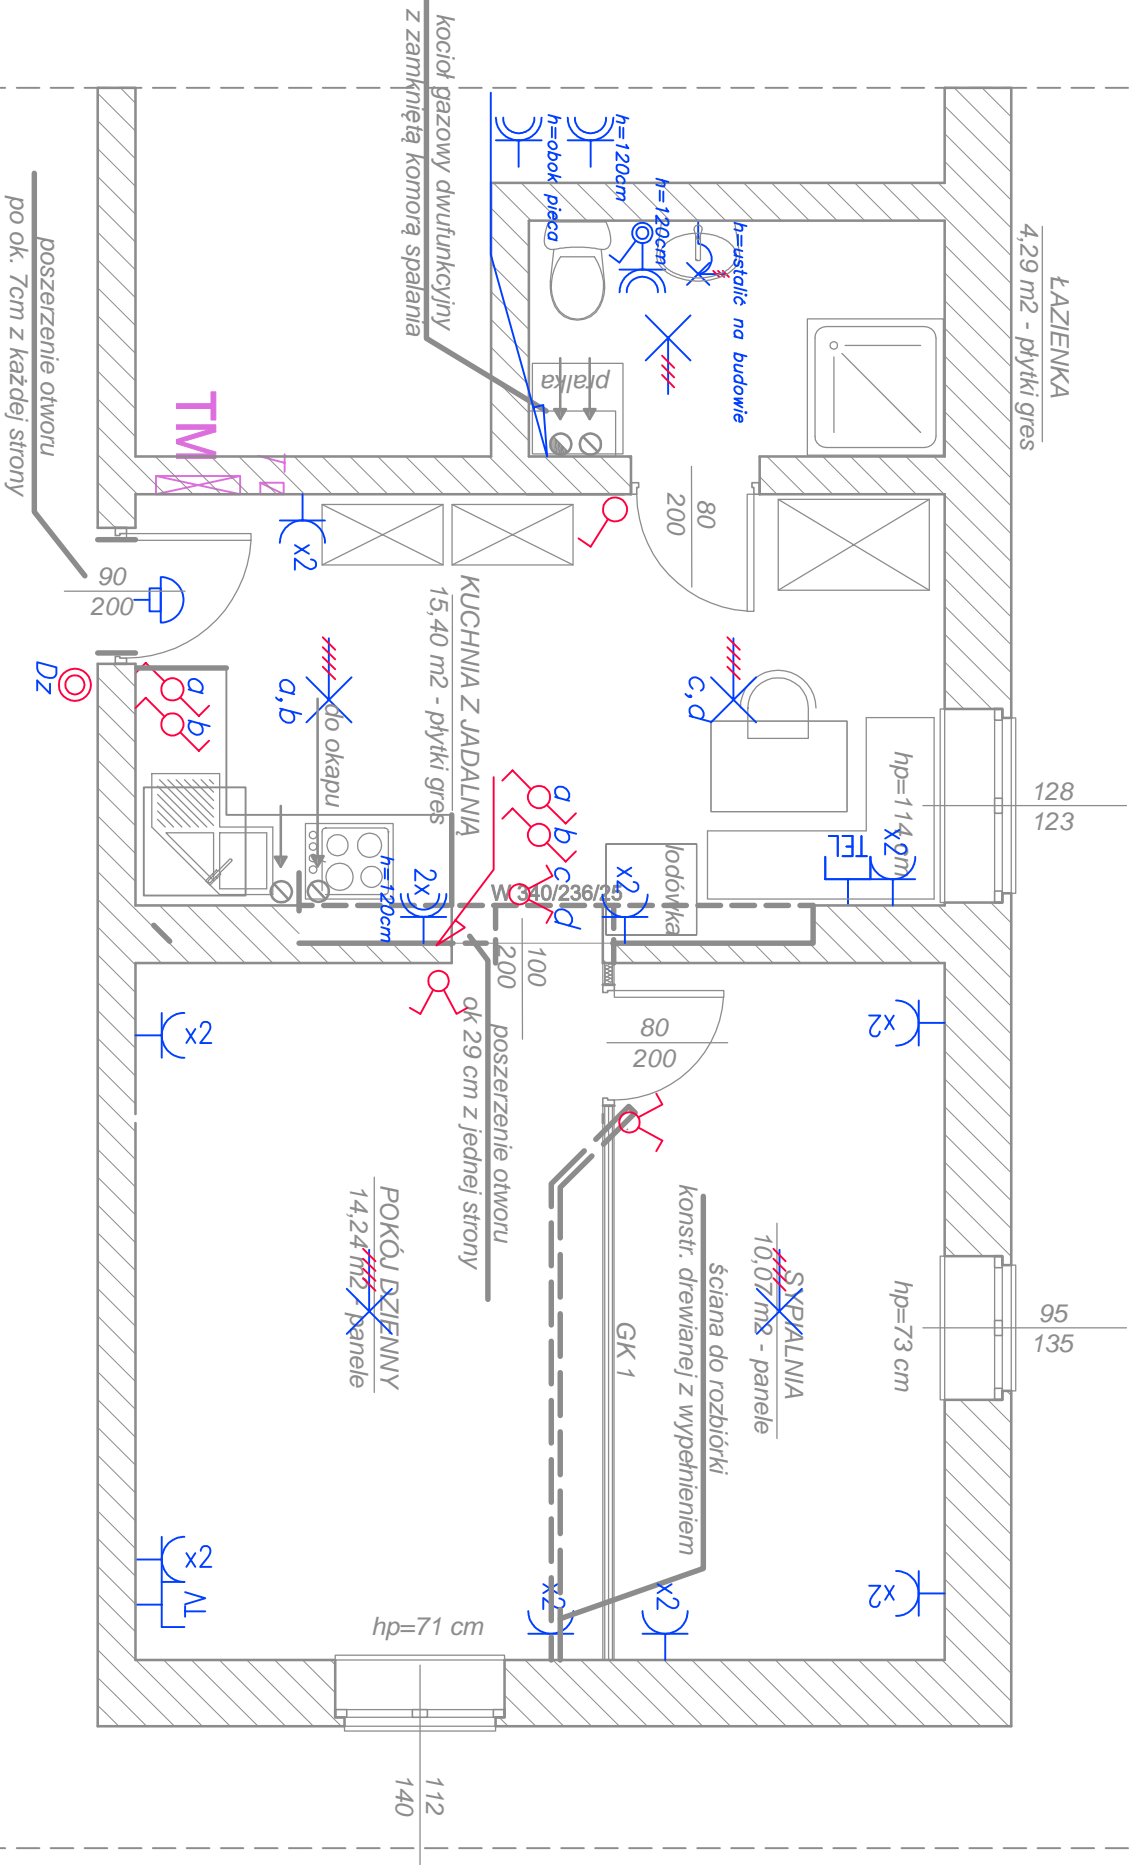 kocioł gazowy dwufunkcyjny
z zamkniętą komorą spalania
h=obok pieca
h=120cm
h=120cm
h=ustalić na budowie
ŁAZIENKA
4,29 m2 - płytki gres
pralka
poszerzenie otworu
po ok. 7cm z każdej strony
TM
T
x2
80
200
90
200
KUCHNIA Z JADALNIĄ
15,40 m2 - płytki gres
Dz
a
b
a,b
do okapu
c,d
hp=114 cm
128
123
TEL
x2
a
b
c
d
lodówka
W 340/236/25
x2
2x
h=120cm
100
200
poszerzenie otworu
ok 29 cm z jednej strony
80
200
x2
x2
POKÓJ DZIENNY
14,24 m2 - panele
SYPIALNIA
10,07 m2 - panele
ściana do rozbiórki
konstr. drewianej z wypełnieniem
GK 1
hp=73 cm
95
135
x2
TV
x2
x2
x2
hp=71 cm
112
140